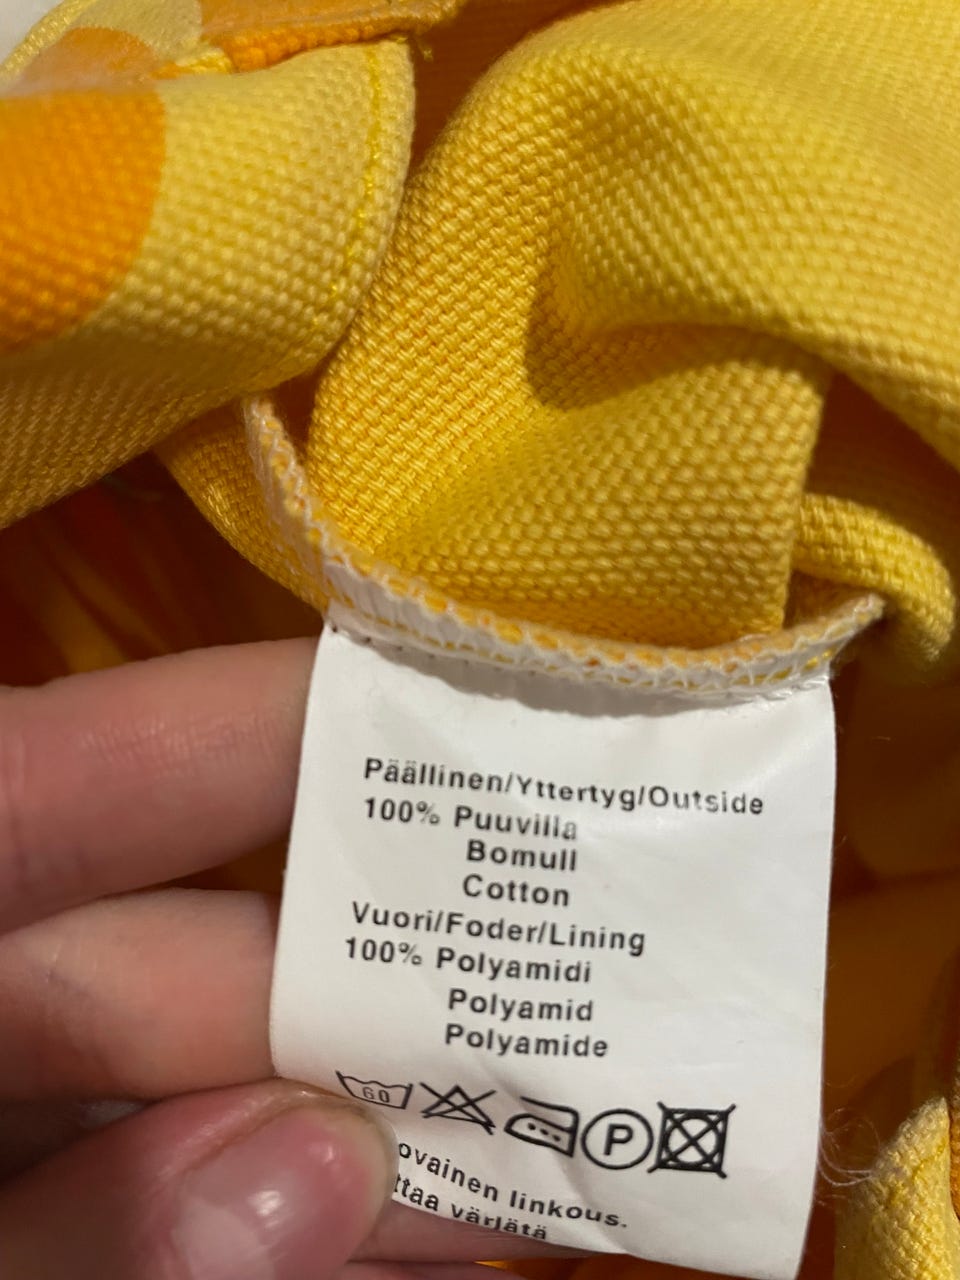 Päällinen/Yttertyg/Outside
100% Puuvilla
Bomull
Cotton
Vuori/Foder/Lining
100% Polyamidi
Polyamid
Polyamide
60 P
linkous.
värjätä